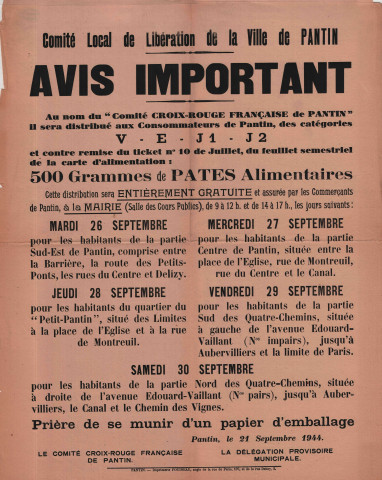 Comité Local de Libération de la Ville de PANTIN
AVIS IMPORTANT
Au nom du "Comité CROIX-ROUGE FRANÇAISE de PANTIN"
il sera distribué aux Consommateurs de Pantin, des catégories
V - E - J1 - J2
et contre remise du ticket n° 10 de Juillet, du feuillet semestriel
de la carte d'alimentation :
500 Grammes de PATES Alimentaires
Cette distribution sera ENTIÈREMENT GRATUITE et assurée par les Commerçants
de Pantin, à la MAIRIE (Salle des Cours Publics), de 9 à 12 h. et de 14 à 17 h., les jours suivants :
MARDI 26 SEPTEMBRE
pour les habitants de la partie
Sud-Est de Pantin, comprise entre
la Barrière, la route des Petits-
Ponts, les rues du Centre et Delizy.
MERCREDI 27 SEPTEMBRE
pour les habitants de la partie
Centre de Pantin, située entre la
place de l'Eglise, rue de Montreuil,
rue du Centre et le Canal.
JEUDI 28 SEPTEMBRE
pour les habitants du quartier du
"Petit-Pantin", situé des Limites
à la place de l'Eglise et à la rue
de Montreuil.
VENDREDI 29 SEPTEMBRE
pour les habitants de la partie
Sud des Quatre-Chemins, située
à gauche de l'avenue Edouard-
Vaillant (Nos impairs), jusqu'à
Aubervilliers et la limite de Paris.
SAMEDI 30 SEPTEMBRE
pour les habitants de la partie Nord des Quatre-Chemins, située
à droite de l'avenue Edouard-Vaillant (Nos pairs), jusqu'à Auber-
villiers, le Canal et le Chemin des Vignes.
Prière de se munir d'un papier d'emballage
Pantin, le 21 Septembre 1944.
LE COMITÉ CROIX-ROUGE FRANÇAISE
DE PANTIN.
LA DÉLÉGATION PROVISOIRE
MUNICIPALE.
PANTIN. — Imprimerie